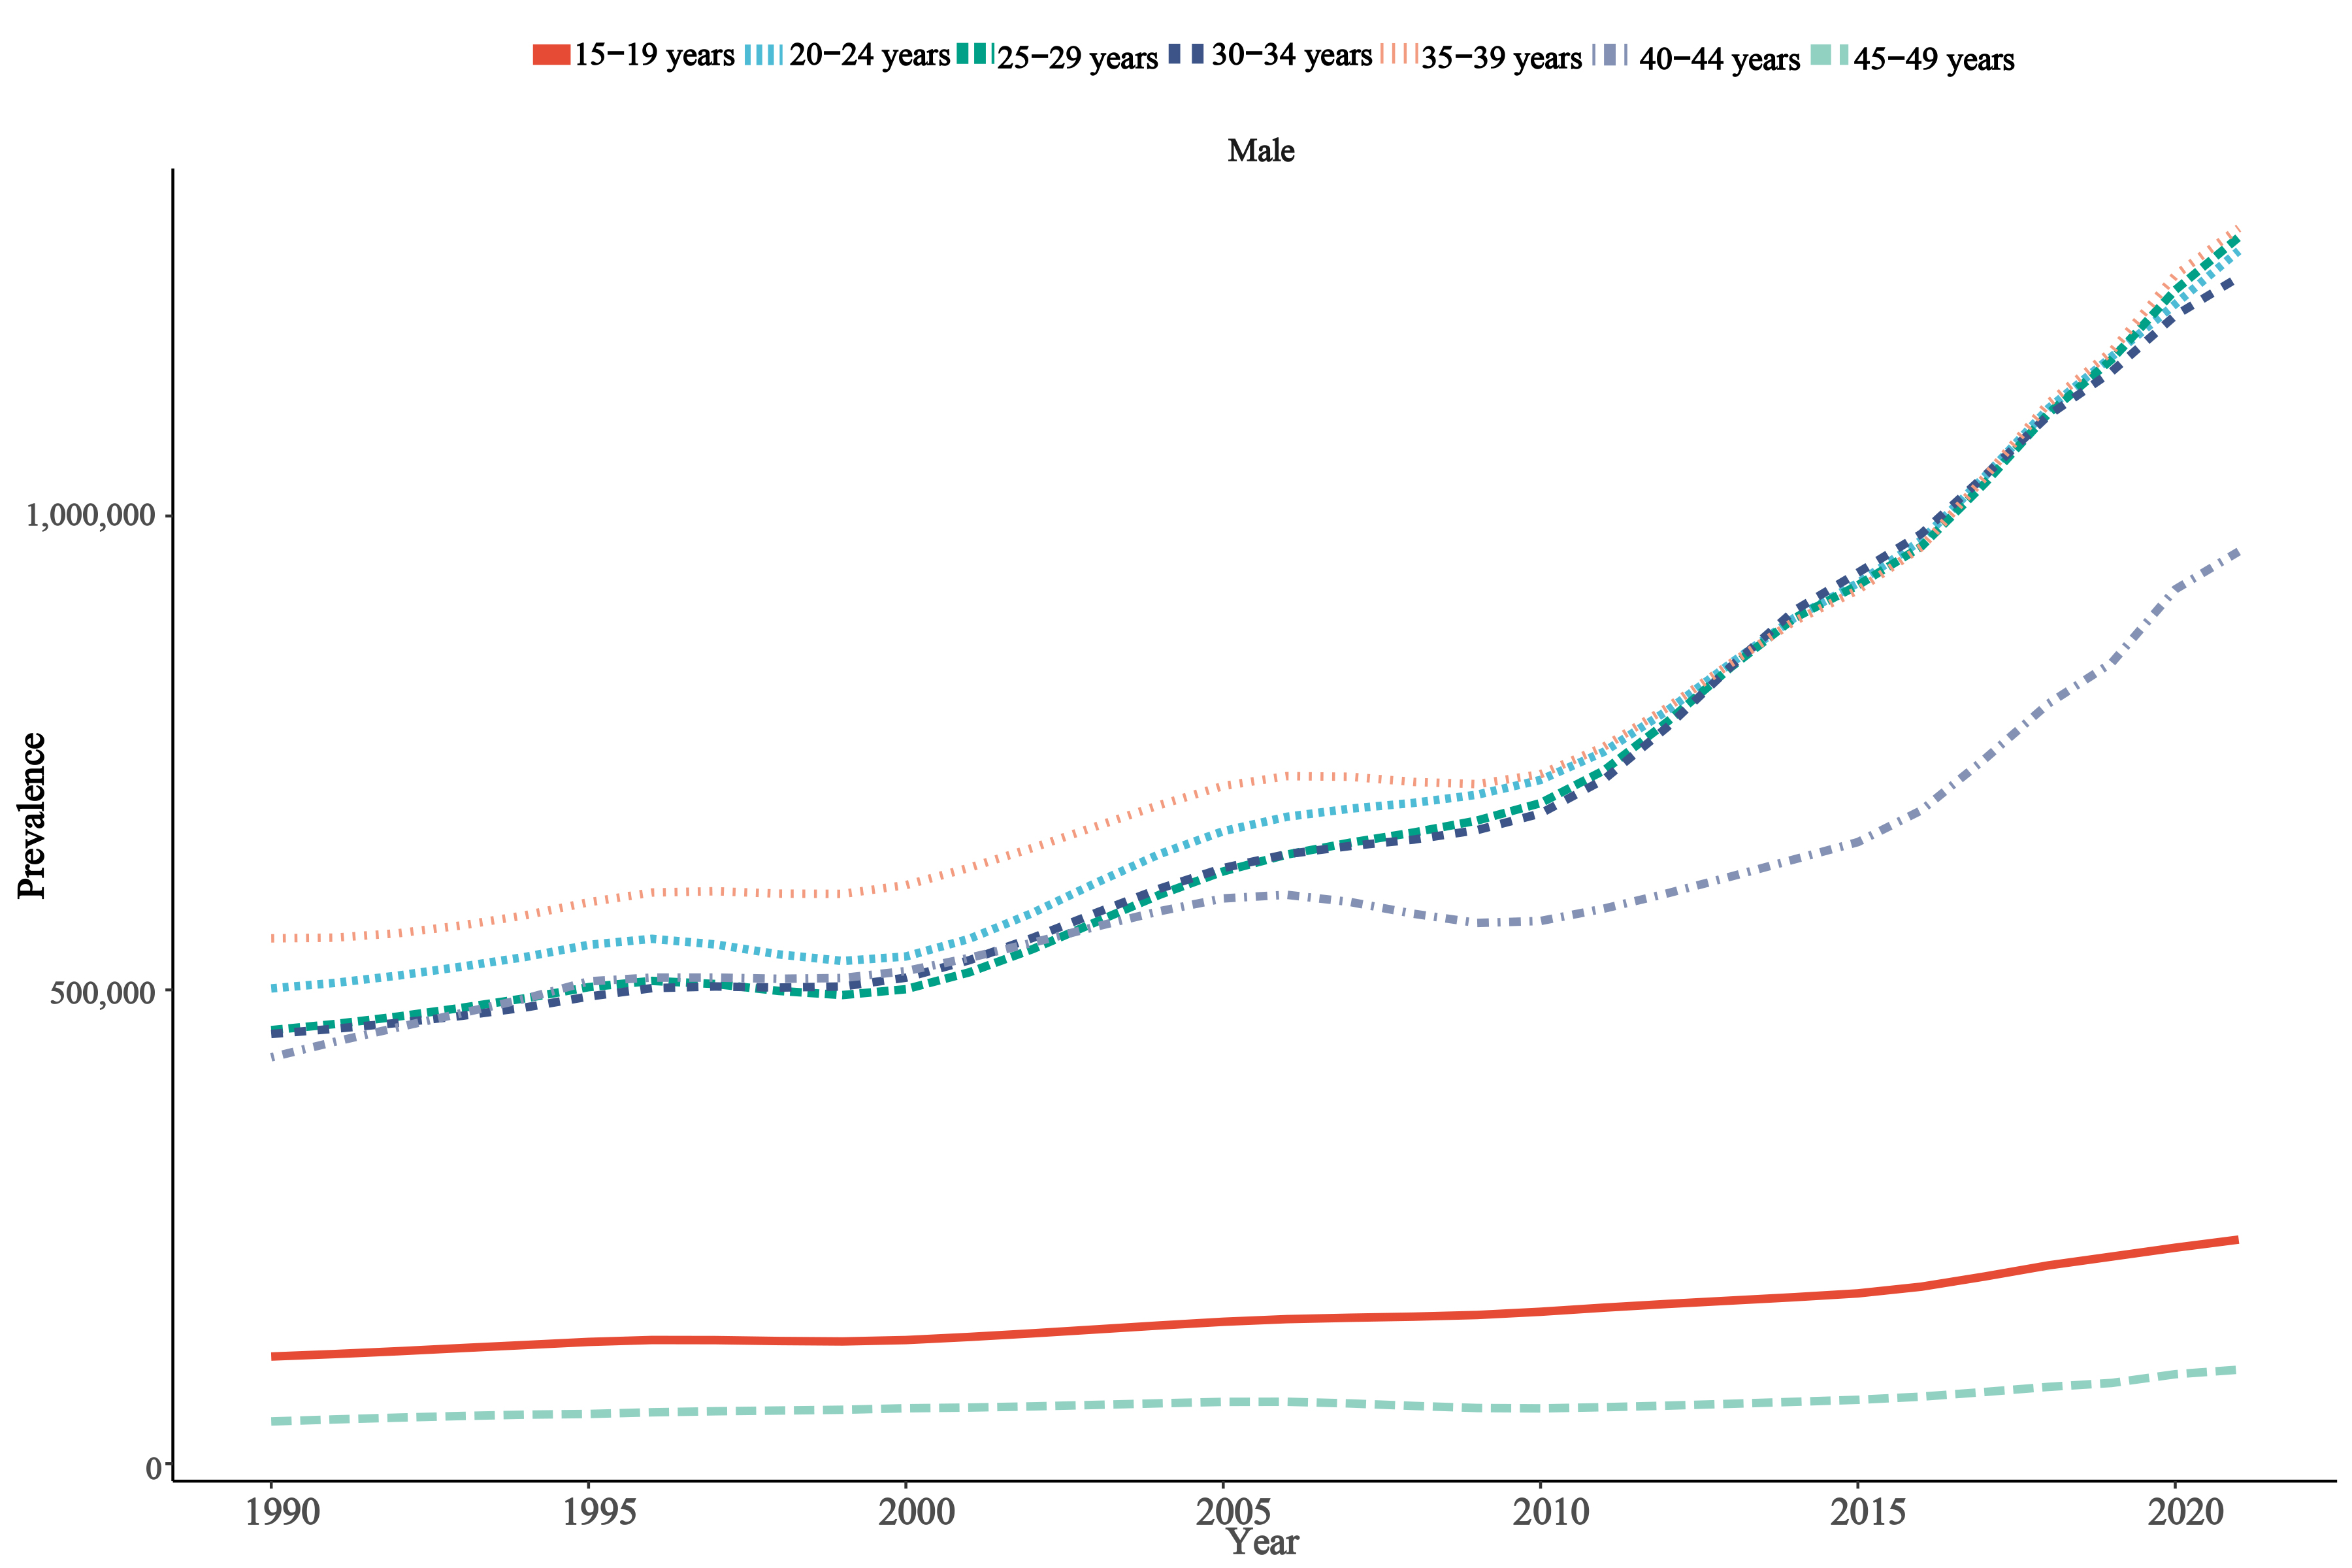 15−19 years 20−24 years 25−29 years 30−34 years 35−39 years 40−44 years 45−49 years
Male
1,000,000
Prevalence
500,000
0
1990 1995 2000 2005 2010 2015 2020
Year